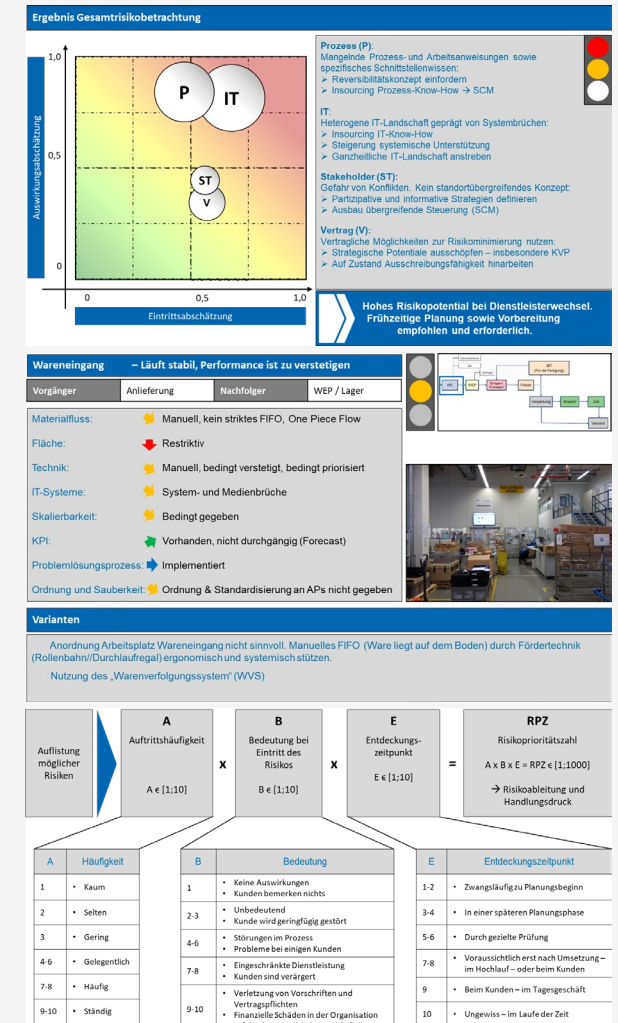 Ergebnis Gesamtrisikobetrachtung
1,0
0,5
0
Auswirkungsabschätzung
P
IT
ST
V
0
0,5
1,0
Eintrittsabschätzung
Prozess (P):
Mangelnde Prozess-und Arbeitsanweisungen sowie
spezifisches Schnittstellenwissen:
➢ Reversibilitätskonzept einfordern
➢ Insourcing Prozess-Know-How → SCM
IT:
Heterogene IT-Landschaft geprägt von Systembrüchen:
➢ Insourcing IT-Know-How
➢ Steigerung systemische Unterstützung
➢ Ganzheitliche IT-Landschaft anstreben
Stakeholder (ST):
Gefahr von Konflikten. Kein standortübergreifendes Konzept:
➢ Partizipative und informative Strategien definieren
➢ Ausbau übergreifende Steuerung (SCM)
Vertrag (V):
Vertragliche Möglichkeiten zur Risikominimierung nutzen:
➢ Strategische Potentiale ausschöpfen – insbesondere KVP
➢ Auf Zustand Ausschreibungsfähigkeit hinarbeiten
Hohes Risikopotential bei Dienstleisterwechsel.
Frühzeitige Planung sowie Vorbereitung
empfohlen und erforderlich.
Wareneingang – Läuft stabil, Performance ist zu verstetigen
Vorgänger Anlieferung Nachfolger WEP / Lager
Materialfluss: Manuell, kein striktes FIFO, One Piece Flow
Fläche: Restriktiv
Technik: Manuell, bedingt verstetigt, bedingt priorisiert
IT-Systeme: System- und Medienbrüche
Skalierbarkeit: Bedingt gegeben
KPI: Vorhanden, nicht durchgängig (Forecast)
Problemlösungsprozess: Implementiert
Ordnung und Sauberkeit: Ordnung & Standardisierung an APs nicht gegeben
WE
WEP
Verpackung
Zoll
Versand
Varianten
Anordnung Arbeitsplatz Wareneingang nicht sinnvoll. Manuelles FIFO (Ware liegt auf dem Boden) durch Fördertechnik
(Rollenbahn//Durchlaufregal) ergonomisch und systemisch stützen.
Nutzung des „Warenverfolgungssystem“ (WVS)
Auflistung
möglicher
Risiken
A
Auftrittshäufigkeit
A ϵ [1;10]
x
B
Bedeutung bei
Eintritt des
Risikos
B ϵ [1;10]
x
E
Entdeckungs-
zeitpunkt
E ϵ [1;10]
=
RPZ
Risikoprioritätszahl
A x B x E = RPZ ϵ [1;1000]
→ Risikoableitung und
Handlungsdruck
A Häufigkeit
1 • Kaum
2 • Selten
3 • Gering
4-6 • Gelegentlich
7-8 • Häufig
9-10 • Ständig
B Bedeutung
1 • Keine Auswirkungen
• Kunden bemerken nichts
2-3 • Unbedeutend
• Kunde wird geringfügig gestört
4-6 • Störungen im Prozess
• Probleme bei einigen Kunden
7-8 • Eingeschränkte Dienstleistung
• Kunden sind verärgert
9-10 • Verletzung von Vorschriften und
Vertragspflichten
• Finanzielle Schäden in der Organisation
E Entdeckungszeitpunkt
1-2 • Zwangsläufig zu Planungsbeginn
3-4 • In einer späteren Planungsphase
5-6 • Durch gezielte Prüfung
7-8 • Voraussichtlich erst nach Umsetzung –
im Hochlauf – oder beim Kunden
9 • Beim Kunden – im Tagesgeschäft
10 • Ungewiss – im Laufe der Zeit